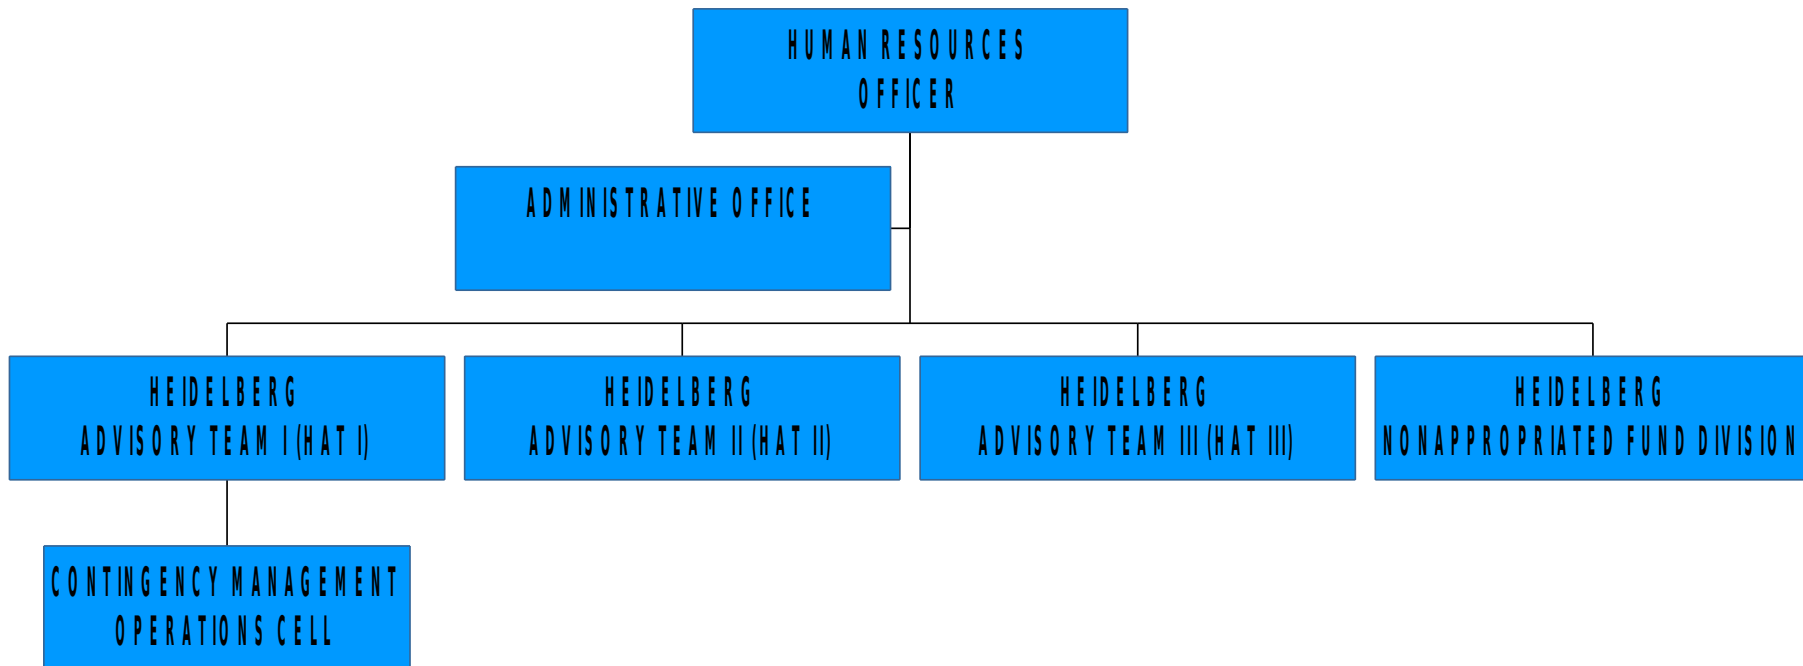 HUMAN RESOURCES
OFFICER
ADMINISTRATIVE OFFICE
HEIDELBERG
ADVISORY TEAM I (HAT I)
HEIDELBERG
ADVISORY TEAM II (HAT II)
HEIDELBERG
ADVISORY TEAM III (HAT III)
HEIDELBERG
NONAPPROPRIATED FUND DIVISION
CONTINGENCY MANAGEMENT
OPERATIONS CELL